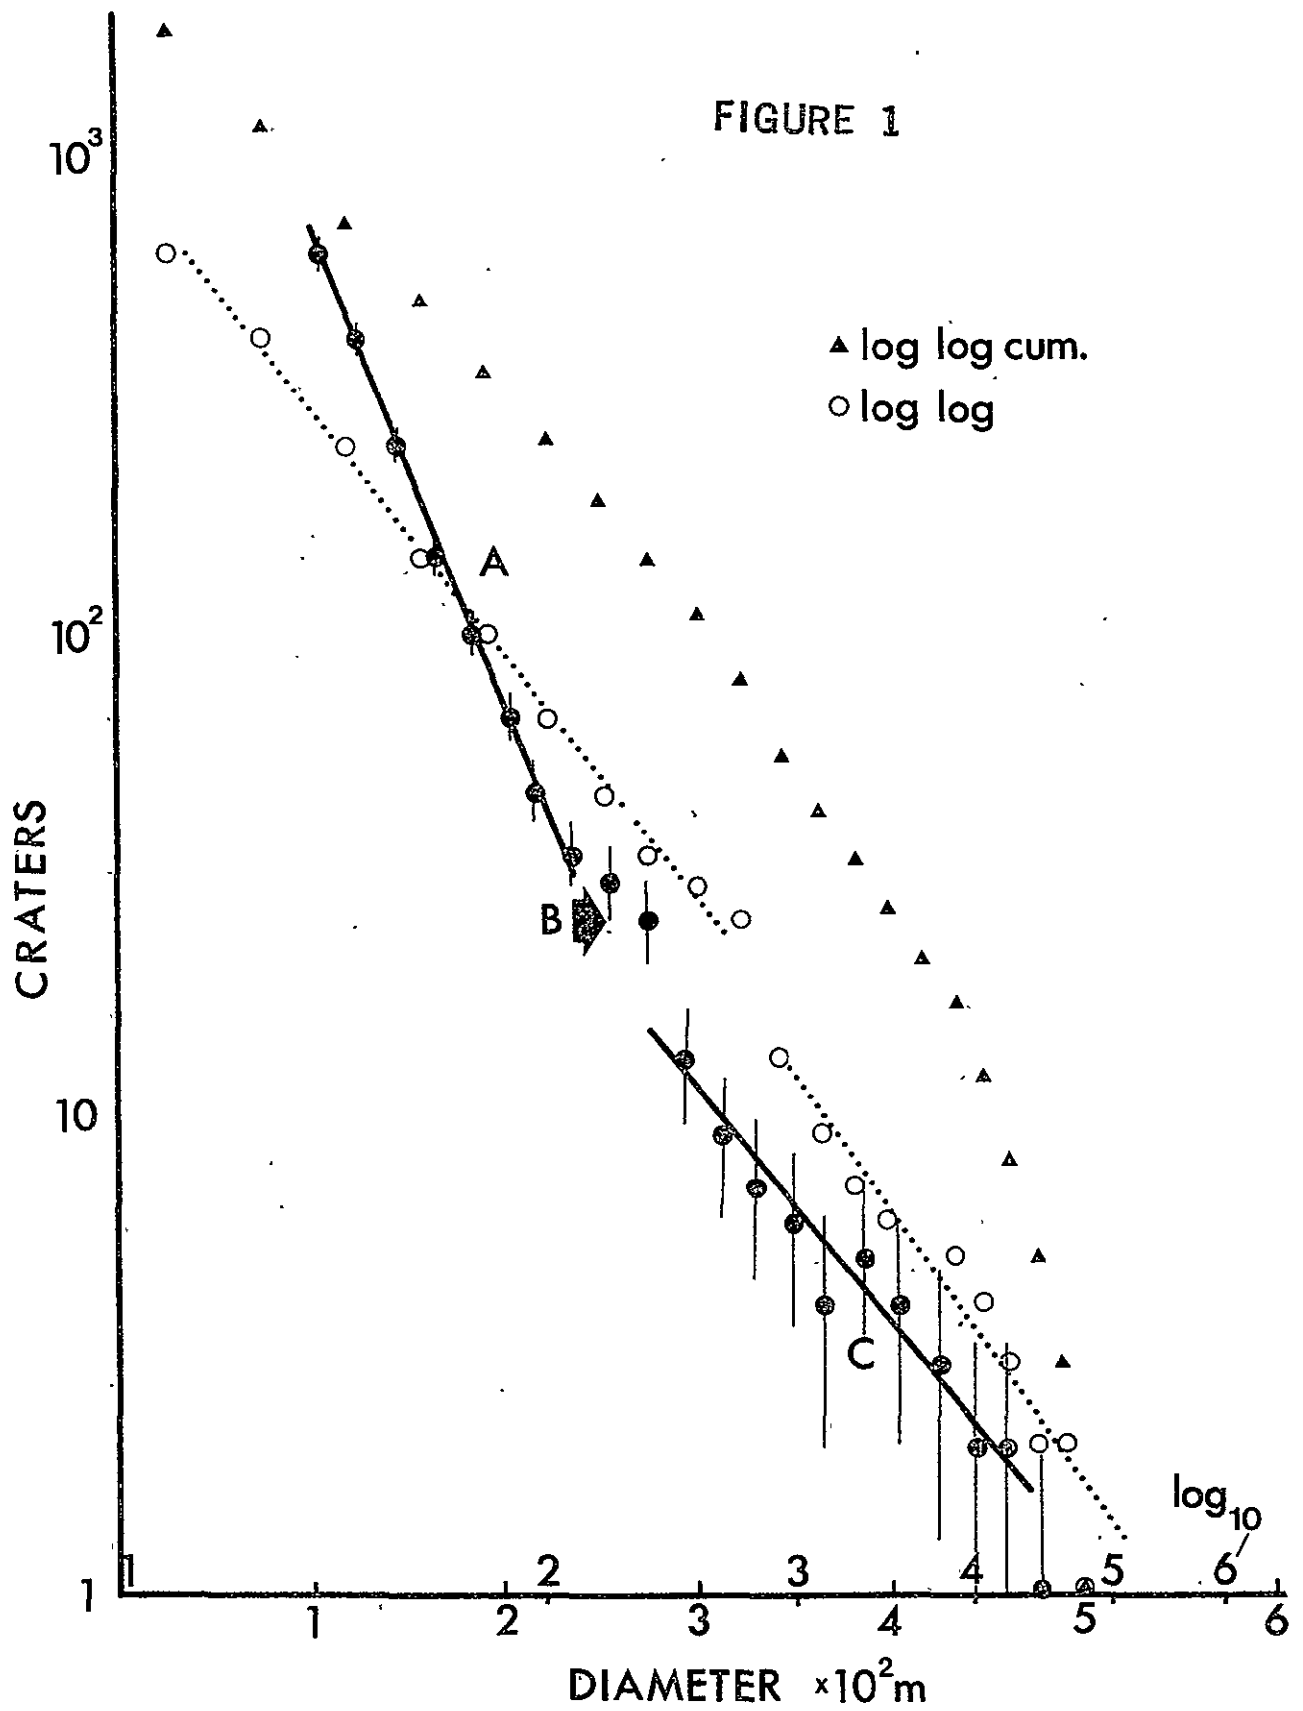 FIGURE 1
10³
▲ log log cum.
○ log log
A
10²
CRATERS
B
10
C
log₁₀
1 2 3 4 5 6
1
1 2 3 4 5 6
DIAMETER ×10²m